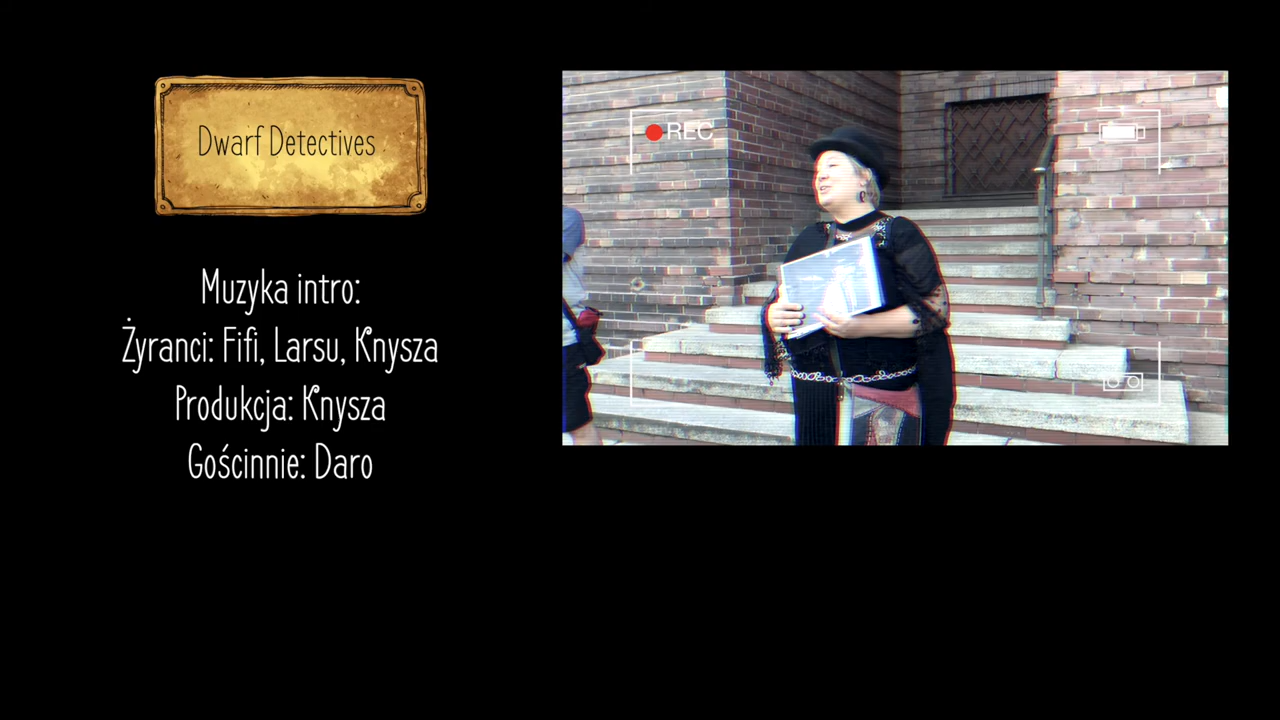 Dwarf Detectives
Muzyka intro:
Żyranci: Fifi, Larsu, Knysza
Produkcja: Knysza
Gościnnie: Daro
REC